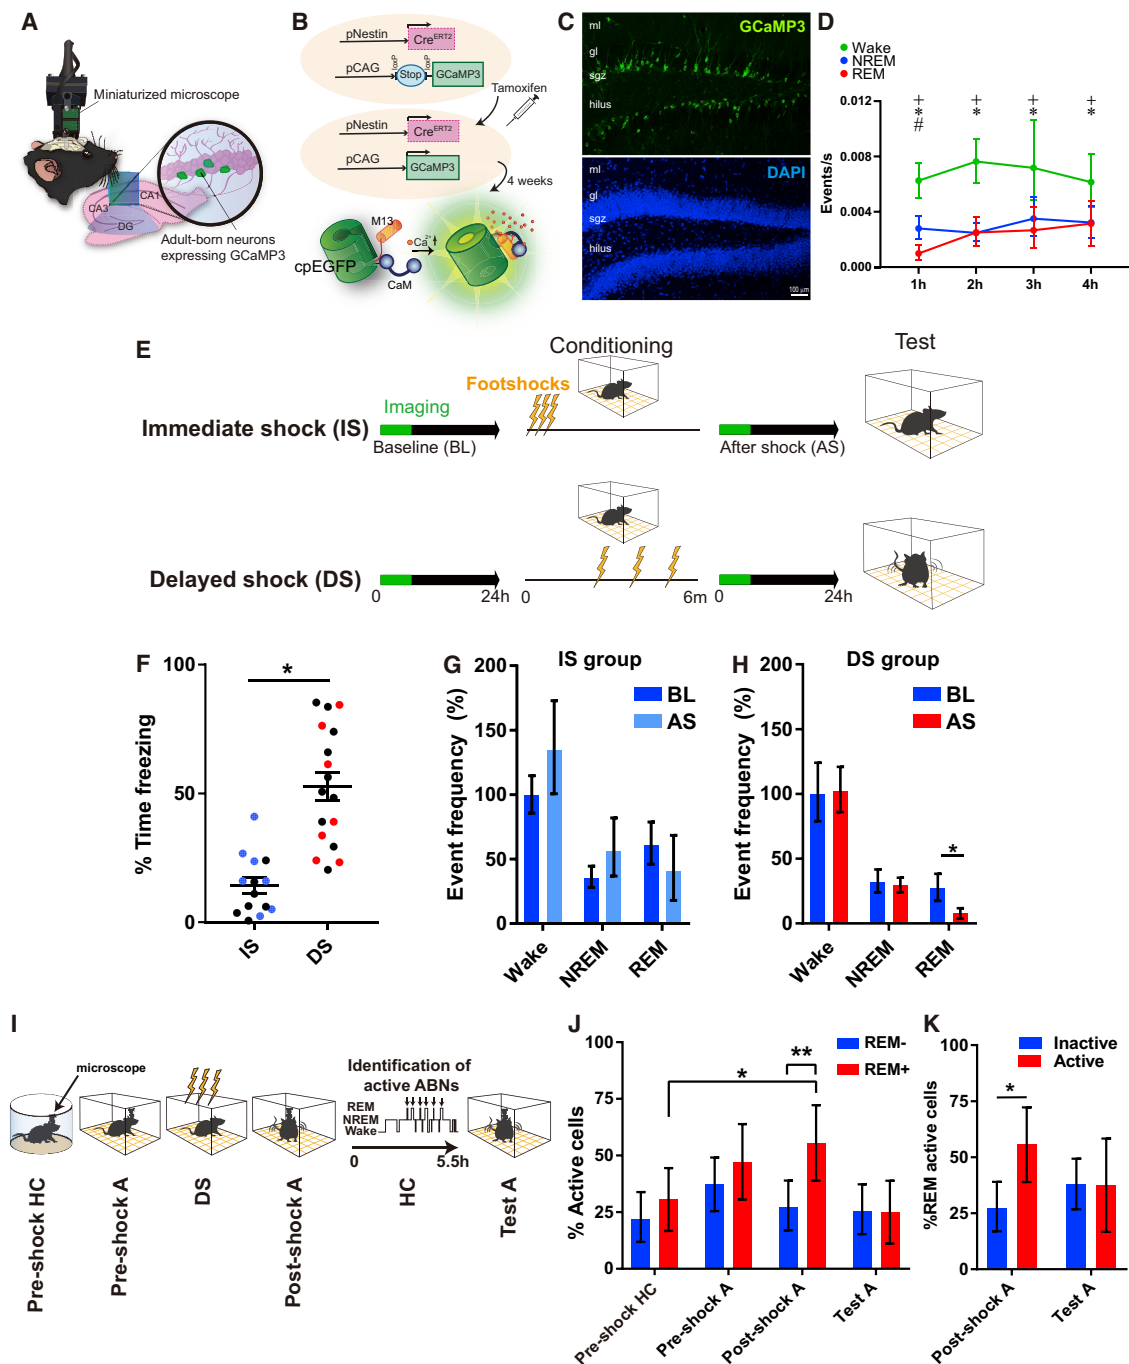 A
Miniaturized microscope
CA1
CA3
DG
Adult-born neurons
expressing GCaMP3
B
pNestin
Cre^ERT2
pCAG
loxP
Stop
loxP
GCaMP3
Tamoxifen
pNestin
Cre^ERT2
pCAG
GCaMP3
4 weeks
M13
Ca2+
cpEGFP
CaM
C
GCaMP3
ml
gl
sgz
hilus
DAPI
ml
gl
sgz
hilus
100 µm
D
Wake
NREM
REM
Events/s
0.012
0.008
0.004
0.000
+ + + +
* * * *
#
1h 2h 3h 4h
E
Conditioning
Test
Footshocks
Imaging
Immediate shock (IS)
Baseline (BL)
After shock (AS)
Delayed shock (DS)
0 24h 0 6m 0 24h
F
% Time freezing
100
50
0
*
IS DS
G
IS group
BL
AS
Event frequency (%)
200
150
100
50
0
Wake NREM REM
H
DS group
BL
AS
Event frequency (%)
200
150
100
50
0
*
Wake NREM REM
I
microscope
Identification of
active ABNs
REM
NREM
Wake
0 5.5h
Pre-shock HC
Pre-shock A
DS
Post-shock A
HC
Test A
J
REM-
REM+
% Active cells
100
75
50
25
0
*
**
Pre-shock HC
Pre-shock A
Post-shock A
Test A
K
Inactive
Active
%REM active cells
100
75
50
25
0
*
Post-shock A
Test A